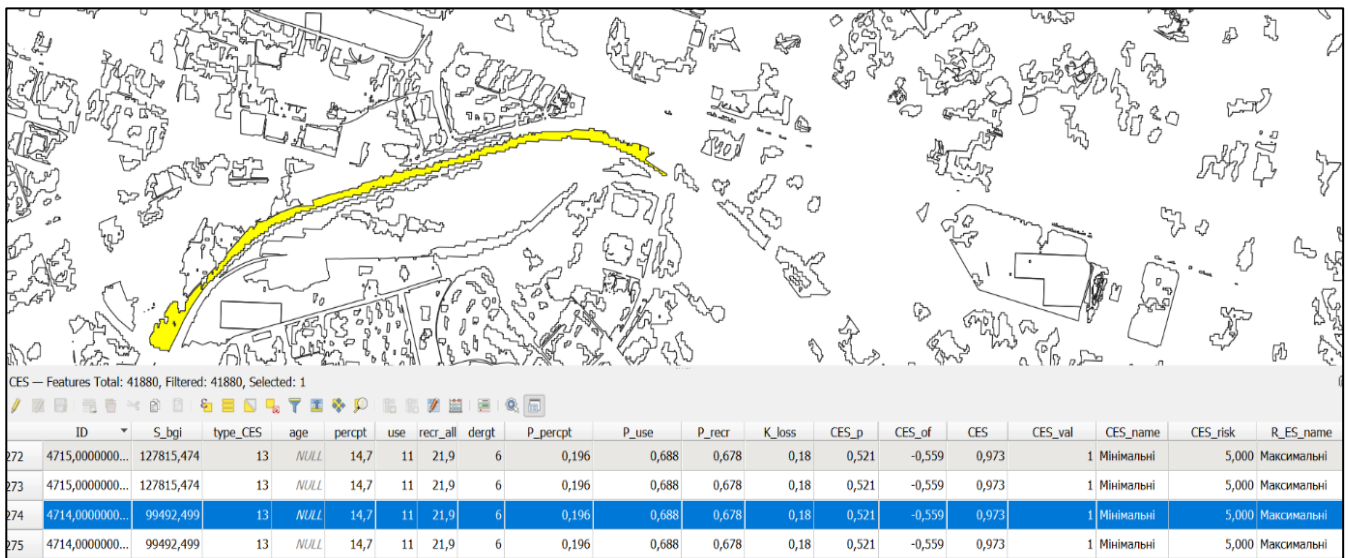 CES — Features Total: 41880, Filtered: 41880, Selected: 1
ID S_bgi type_CES age percpt use recr_all dergt P_percpt P_use P_recr K_loss CES_p CES_of CES CES_val CES_name CES_risk R_ES_name
272 4715,0000000... 127815,474 13 NULL 14,7 11 21,9 6 0,196 0,688 0,678 0,18 0,521 -0,559 0,973 1 Мінімальні 5,000 Максимальні
273 4715,0000000... 127815,474 13 NULL 14,7 11 21,9 6 0,196 0,688 0,678 0,18 0,521 -0,559 0,973 1 Мінімальні 5,000 Максимальні
274 4714,0000000... 99492,499 13 NULL 14,7 11 21,9 6 0,196 0,688 0,678 0,18 0,521 -0,559 0,973 1 Мінімальні 5,000 Максимальні
275 4714,0000000... 99492,499 13 NULL 14,7 11 21,9 6 0,196 0,688 0,678 0,18 0,521 -0,559 0,973 1 Мінімальні 5,000 Максимальні